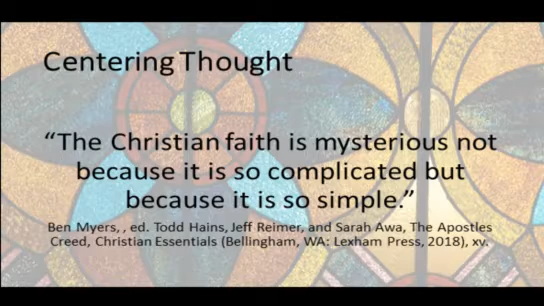 Centering Thought
“The Christian faith is mysterious not
because it is so complicated but
because it is so simple.”
Ben Myers, , ed. Todd Hains, Jeff Reimer, and Sarah Awa, The Apostles
Creed, Christian Essentials (Bellingham, WA: Lexham Press, 2018), xv.